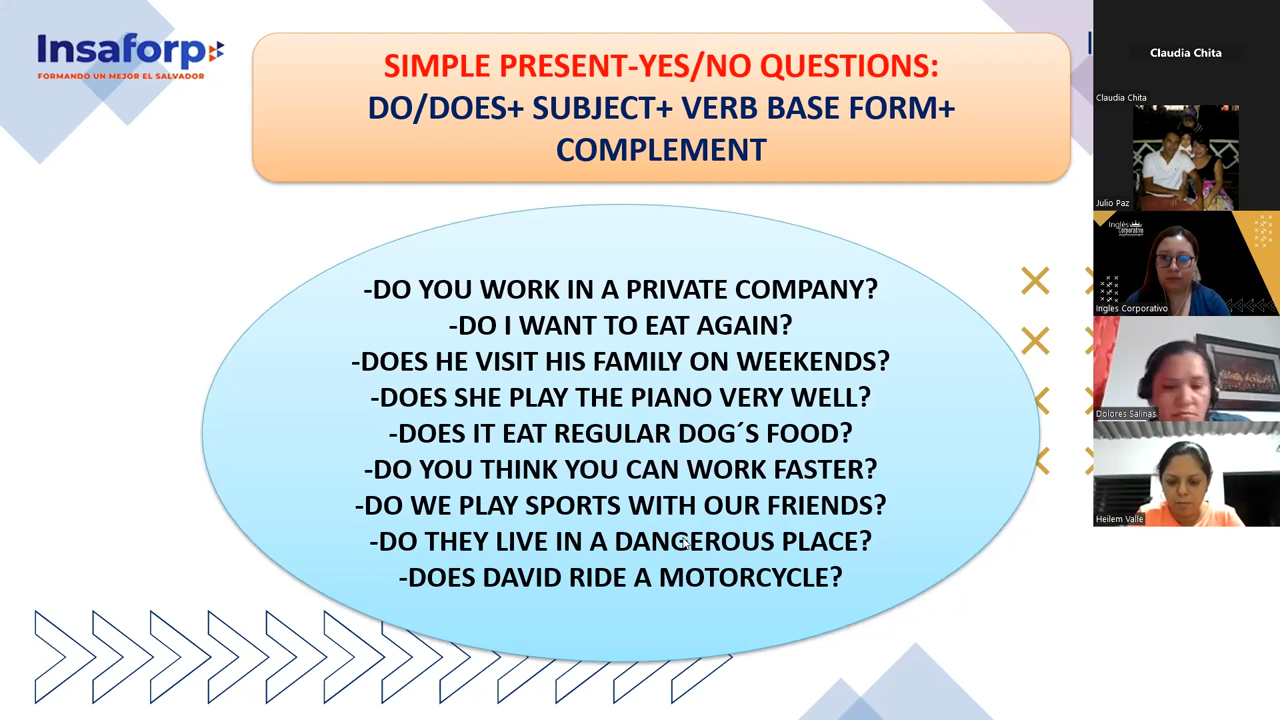 Insaforp
FORMANDO UN MEJOR EL SALVADOR
SIMPLE PRESENT-YES/NO QUESTIONS:
DO/DOES+ SUBJECT+ VERB BASE FORM+
COMPLEMENT
-DO YOU WORK IN A PRIVATE COMPANY?
-DO I WANT TO EAT AGAIN?
-DOES HE VISIT HIS FAMILY ON WEEKENDS?
-DOES SHE PLAY THE PIANO VERY WELL?
-DOES IT EAT REGULAR DOG´S FOOD?
-DO YOU THINK YOU CAN WORK FASTER?
-DO WE PLAY SPORTS WITH OUR FRIENDS?
-DO THEY LIVE IN A DANGEROUS PLACE?
-DOES DAVID RIDE A MOTORCYCLE?
Claudia Chita
Claudia Chita
Julio Paz
Inglés
Corporativo
Ingles Corporativo
Dolores Salinas
Heilem Valle